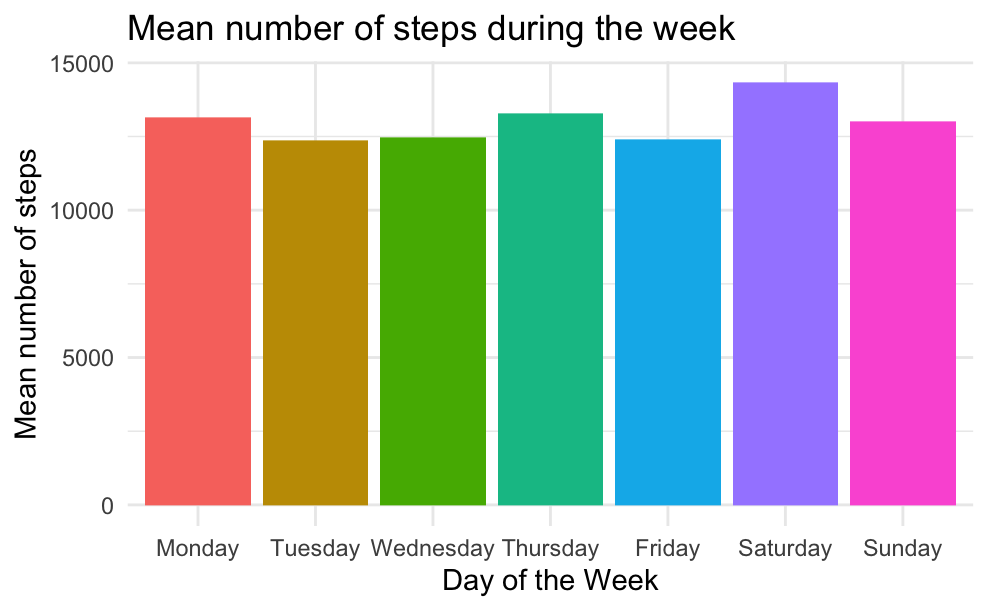 Mean number of steps during the week
Mean number of steps
15000
10000
5000
0
Monday Tuesday Wednesday Thursday Friday Saturday Sunday
Day of the Week